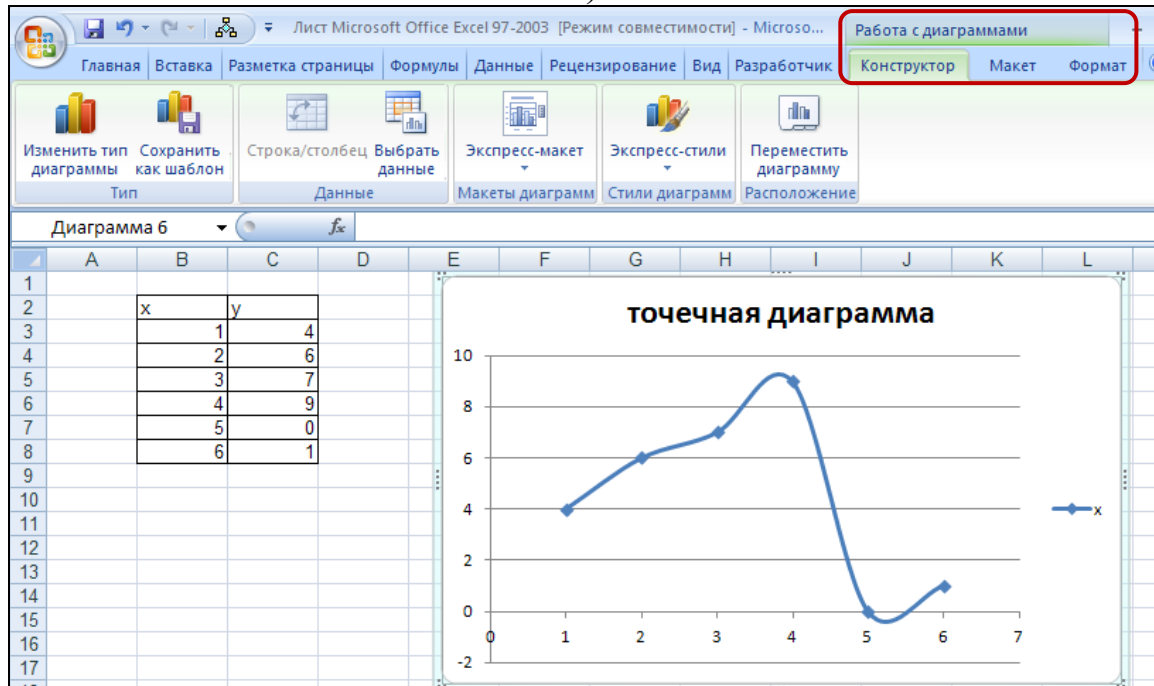 Лист Microsoft Office Excel 97-2003 [Режим совместимости] - Microso... Работа с диаграммами
Главная Вставка Разметка страницы Формулы Данные Рецензирование Вид Разработчик Конструктор Макет Формат
Изменить тип диаграммы Сохранить как шаблон Строка/столбец Выбрать данные Экспресс-макет Экспресс-стили Переместить диаграмму
Тип Данные Макеты диаграмм Стили диаграмм Расположение
Диаграмма 6 fx
A B C D E F G H I J K L
1
2 x y
3 1 4
4 2 6
5 3 7
6 4 9
7 5 0
8 6 1
9
10
11
12
13
14
15
16
17
точечная диаграмма
10
8
6
4
2
0
-2
0 1 2 3 4 5 6 7
x